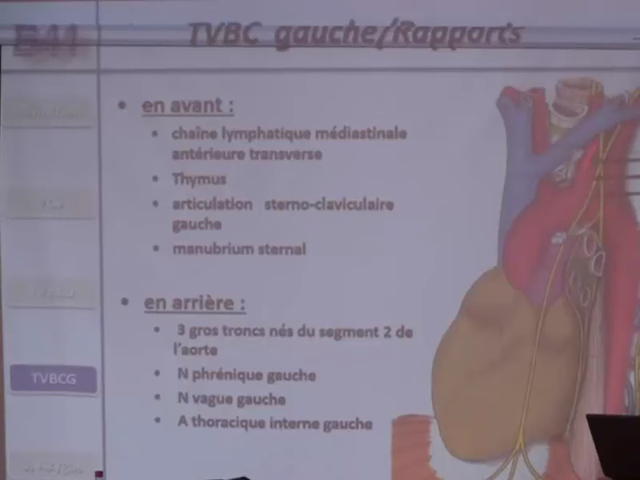 TVBC gauche/Rapports
en avant :
chaîne lymphatique médiastinale
antérieure transverse
Thymus
articulation sterno-claviculaire
gauche
manubrium sternal
en arrière :
3 gros troncs nés du segment 2 de
l'aorte
N phrénique gauche
N vague gauche
A thoracique interne gauche
TVBCG